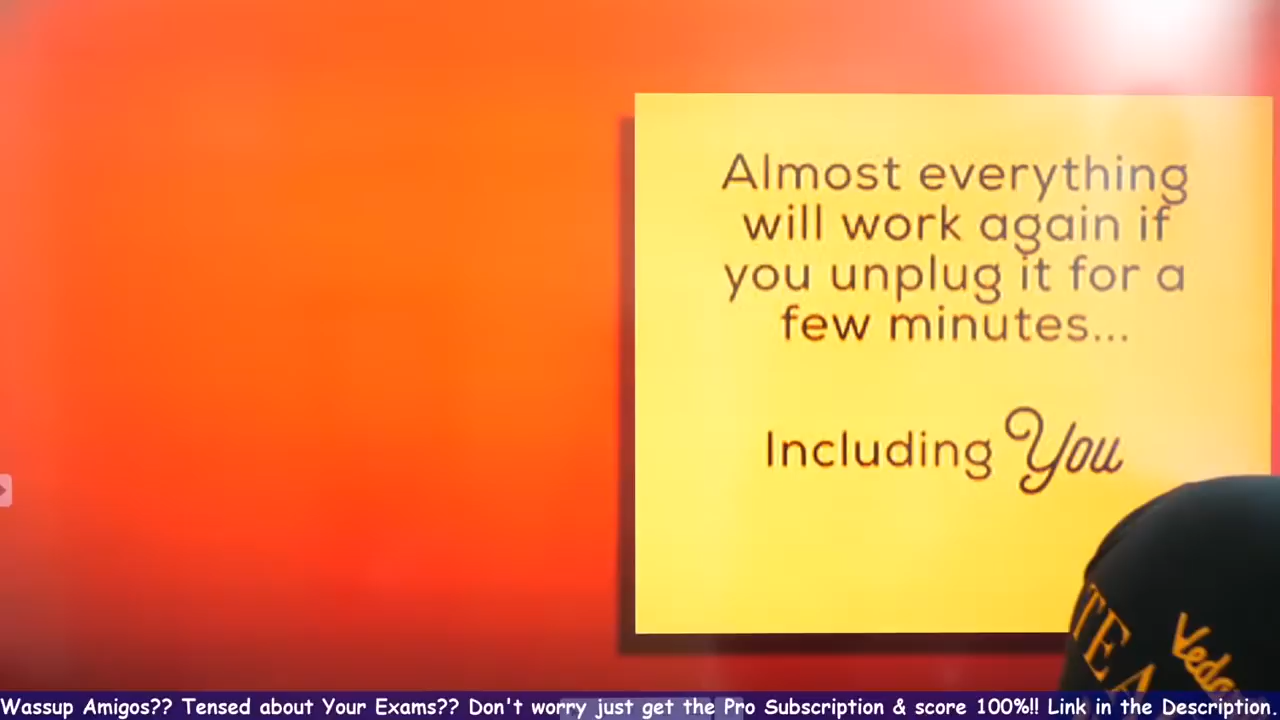 Almost everything
will work again if
you unplug it for a
few minutes...
Including You
Wassup Amigos?? Tensed about Your Exams?? Don't worry just get the Pro Subscription & score 100%!! Link in the Description.